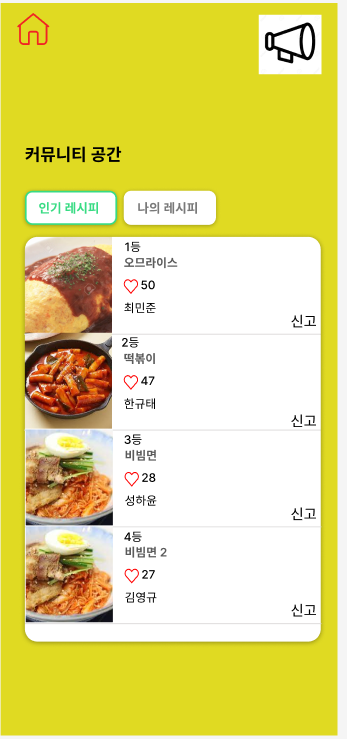 커뮤니티 공간
인기 레시피
나의 레시피
1등
오므라이스
50
최민준
신고
2등
떡볶이
47
한규태
신고
3등
비빔면
28
성하윤
신고
4등
비빔면 2
27
김영규
신고